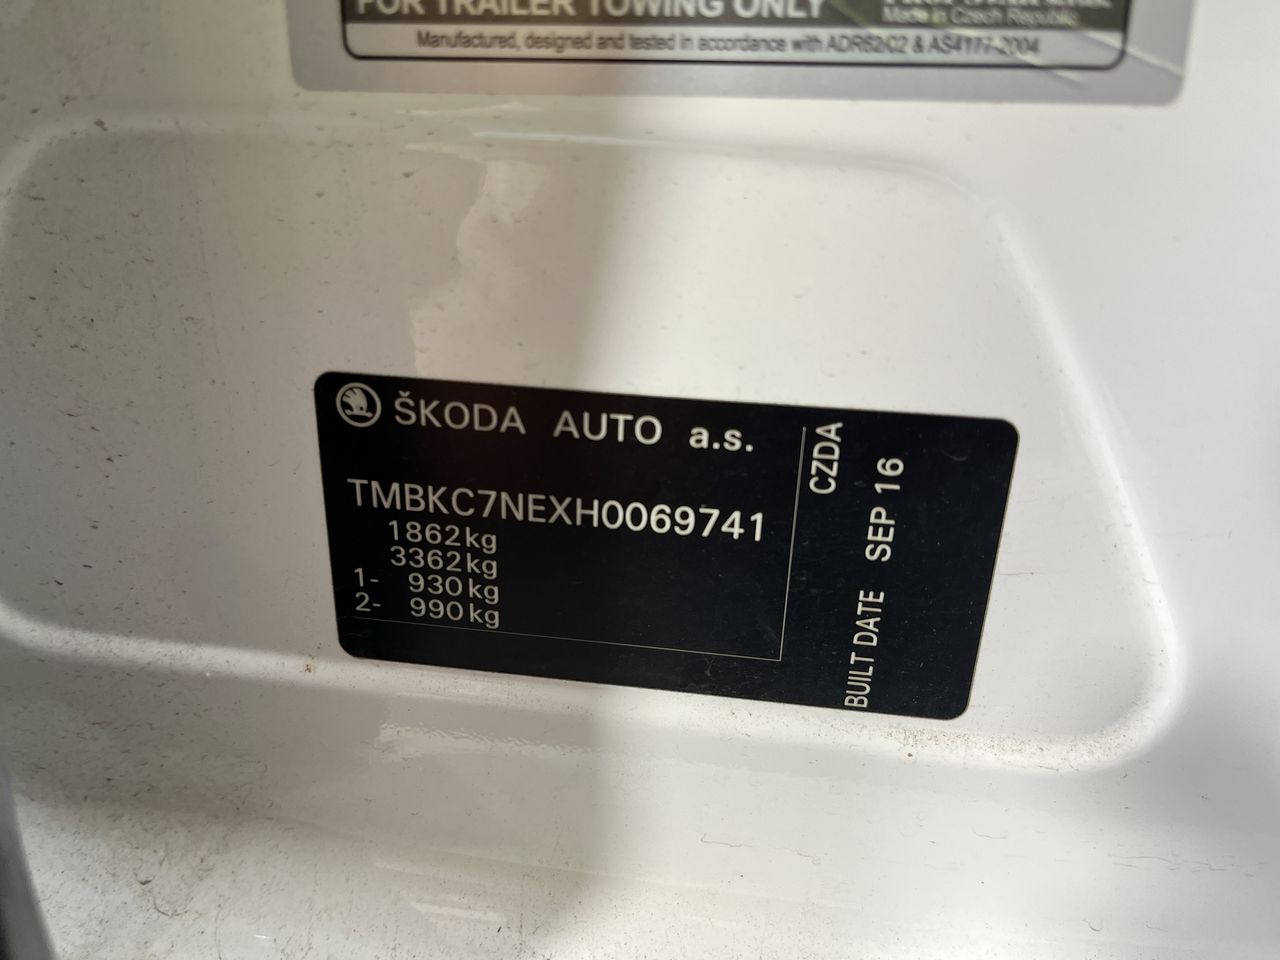 FOR TRAILER TOWING ONLY
Made in Czech Republic
Manufactured, designed and tested in accordance with ADR62/02 & AS4177-2004
ŠKODA AUTO a.s.
TMBKC7NEXH0069741
1862kg
3362kg
1- 930kg
2- 990kg
CZDA
BUILT DATE SEP 16